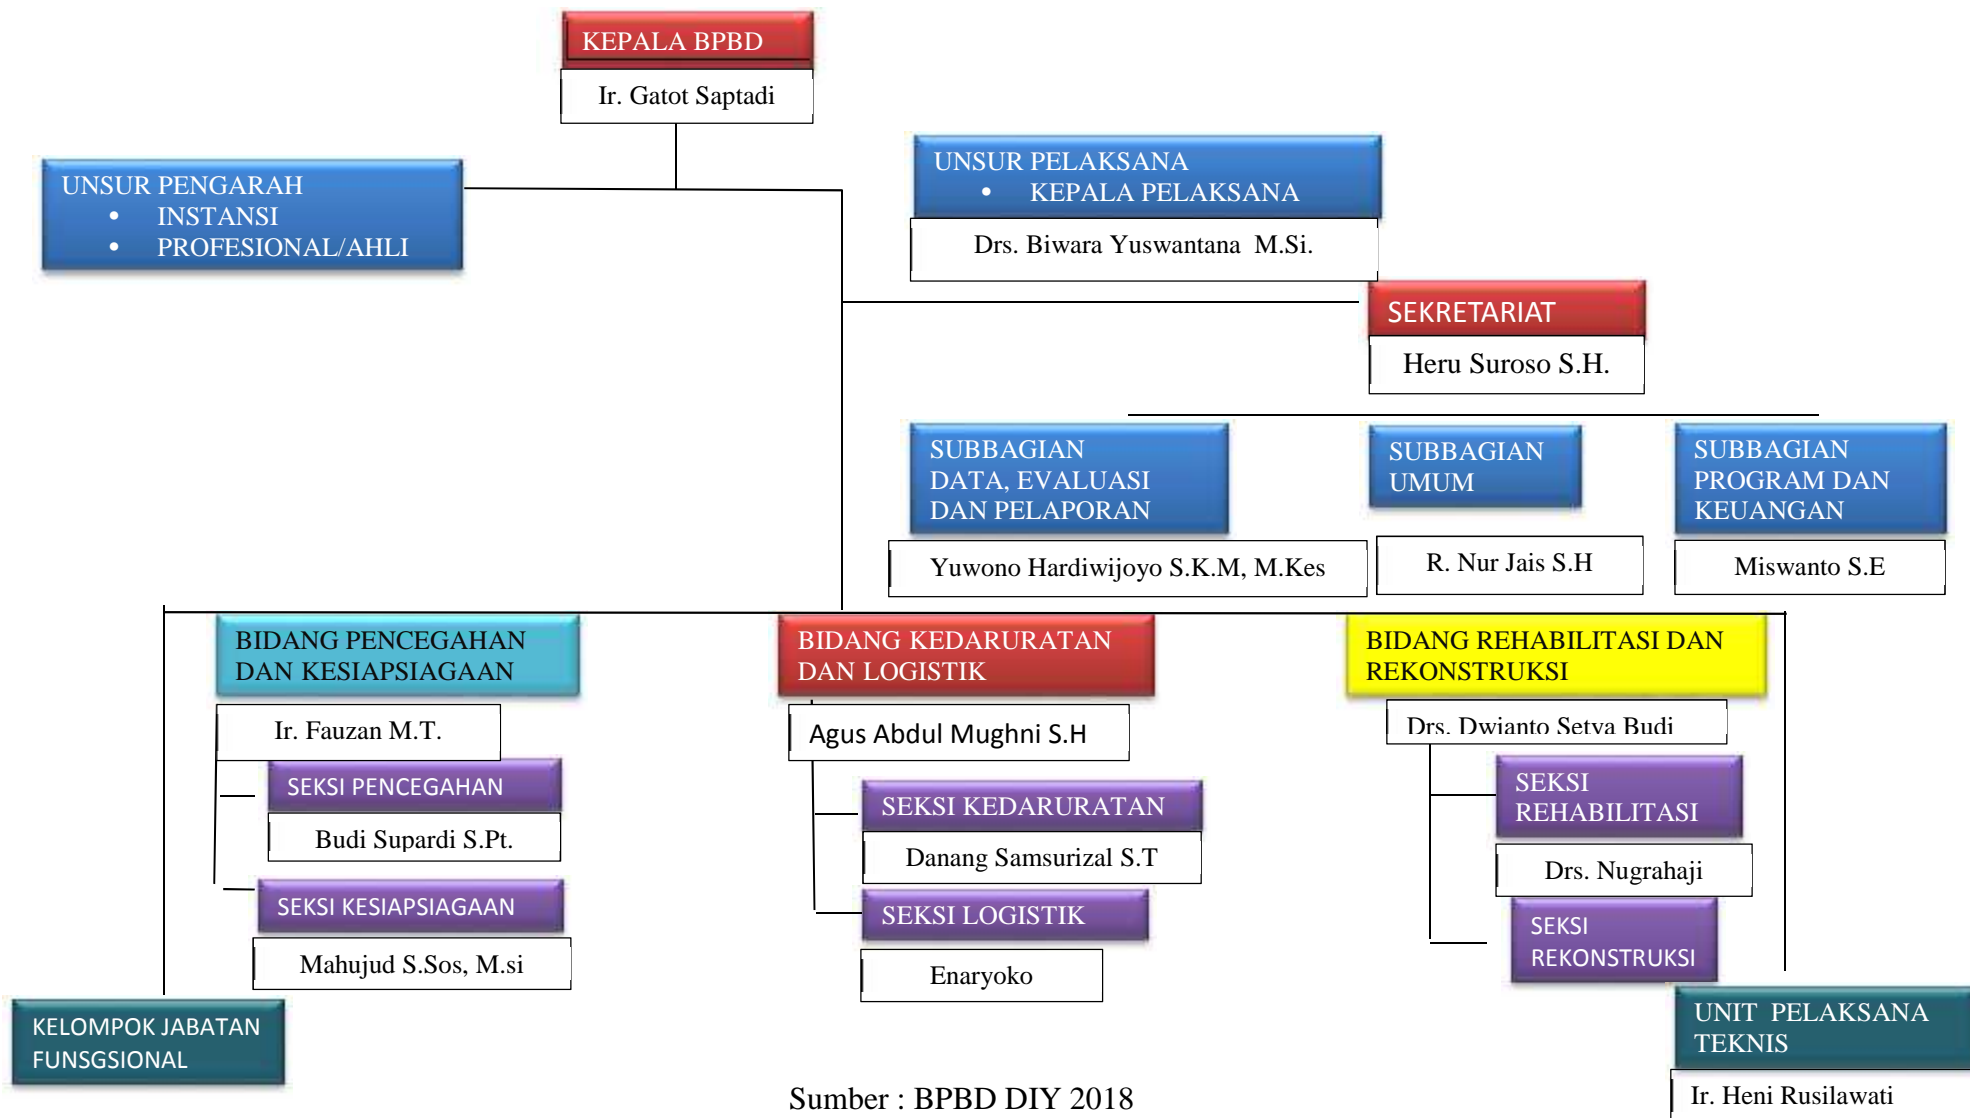 KEPALA BPBD
Ir. Gatot Saptadi
UNSUR PENGARAH
• INSTANSI
• PROFESIONAL/AHLI
UNSUR PELAKSANA
• KEPALA PELAKSANA
Drs. Biwara Yuswantana M.Si.
SEKRETARIAT
Heru Suroso S.H.
SUBBAGIAN
DATA, EVALUASI
DAN PELAPORAN
Yuwono Hardiwijoyo S.K.M, M.Kes
SUBBAGIAN
UMUM
R. Nur Jais S.H
SUBBAGIAN
PROGRAM DAN
KEUANGAN
Miswanto S.E
BIDANG PENCEGAHAN
DAN KESIAPSIAGAAN
Ir. Fauzan M.T.
SEKSI PENCEGAHAN
Budi Supardi S.Pt.
SEKSI KESIAPSIAGAAN
Mahujud S.Sos, M.si
BIDANG KEDARURATAN
DAN LOGISTIK
Agus Abdul Mughni S.H
SEKSI KEDARURATAN
Danang Samsurizal S.T
SEKSI LOGISTIK
Enaryoko
BIDANG REHABILITASI DAN
REKONSTRUKSI
Drs. Dwianto Setya Budi
SEKSI
REHABILITASI
Drs. Nugrahaji
SEKSI
REKONSTRUKSI
KELOMPOK JABATAN
FUNSGSIONAL
UNIT PELAKSANA
TEKNIS
Ir. Heni Rusilawati
Sumber : BPBD DIY 2018